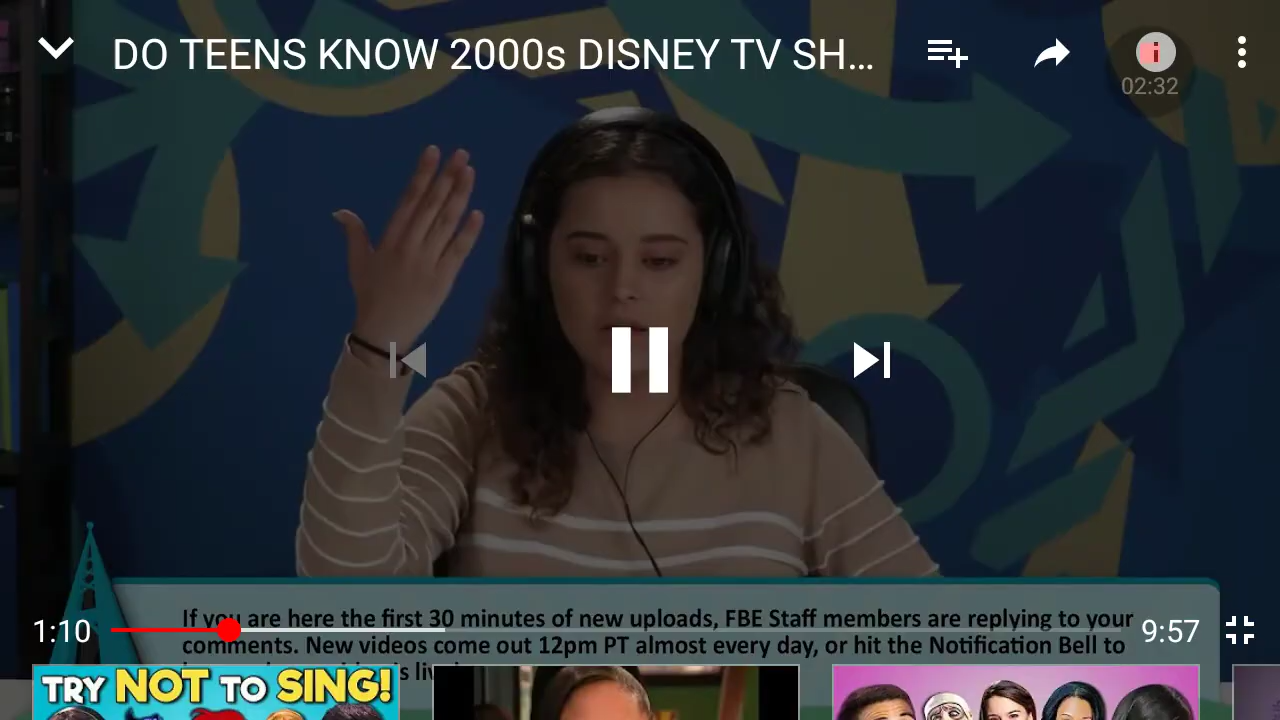 DO TEENS KNOW 2000s DISNEY TV SH...
02:32
If you are here the first 30 minutes of new uploads, FBE Staff members are replying to your
comments. New videos come out 12pm PT almost every day, or hit the Notification Bell to
1:10
9:57
TRY NOT TO SING!